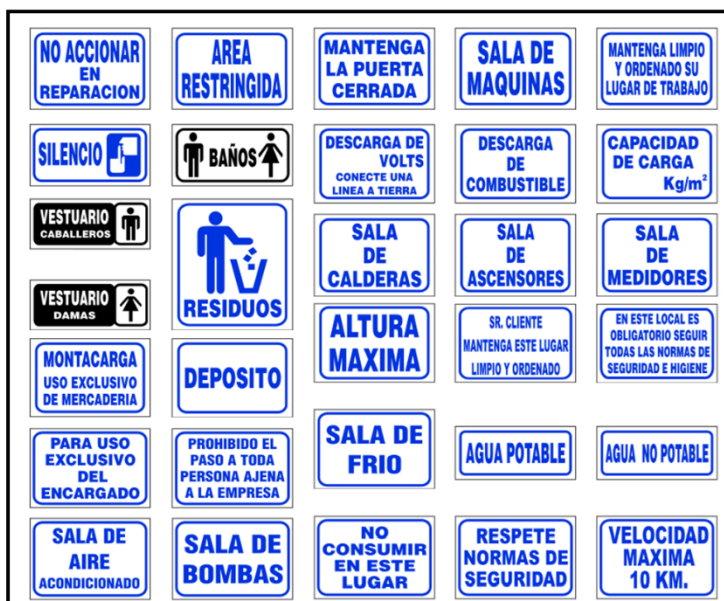 NO ACCIONAR
EN
REPARACION
AREA
RESTRINGIDA
MANTENGA
LA PUERTA
CERRADA
SALA DE
MAQUINAS
MANTENGA LIMPIO
Y ORDENADO SU
LUGAR DE TRABAJO
SILENCIO
BAÑOS
DESCARGA DE
VOLTS
CONECTE UNA
LINEA A TIERRA
DESCARGA
DE
COMBUSTIBLE
CAPACIDAD
DE CARGA
Kg/m²
VESTUARIO
CABALLEROS
RESIDUOS
SALA
DE
CALDERAS
SALA
DE
ASCENSORES
SALA
DE
MEDIDORES
VESTUARIO
DAMAS
ALTURA
MAXIMA
SR. CLIENTE
MANTENGA ESTE LUGAR
LIMPIO Y ORDENADO
EN ESTE LOCAL ES
OBLIGATORIO SEGUIR
TODAS LAS NORMAS DE
SEGURIDAD E HIGIENE
MONTACARGA
USO EXCLUSIVO
DE MERCADERIA
DEPOSITO
PARA USO
EXCLUSIVO
DEL
ENCARGADO
PROHIBIDO EL
PASO A TODA
PERSONA AJENA
A LA EMPRESA
SALA DE
FRIO
AGUA POTABLE
AGUA NO POTABLE
SALA DE
AIRE
ACONDICIONADO
SALA DE
BOMBAS
NO
CONSUMIR
EN ESTE
LUGAR
RESPETE
NORMAS DE
SEGURIDAD
VELOCIDAD
MAXIMA
10 KM.